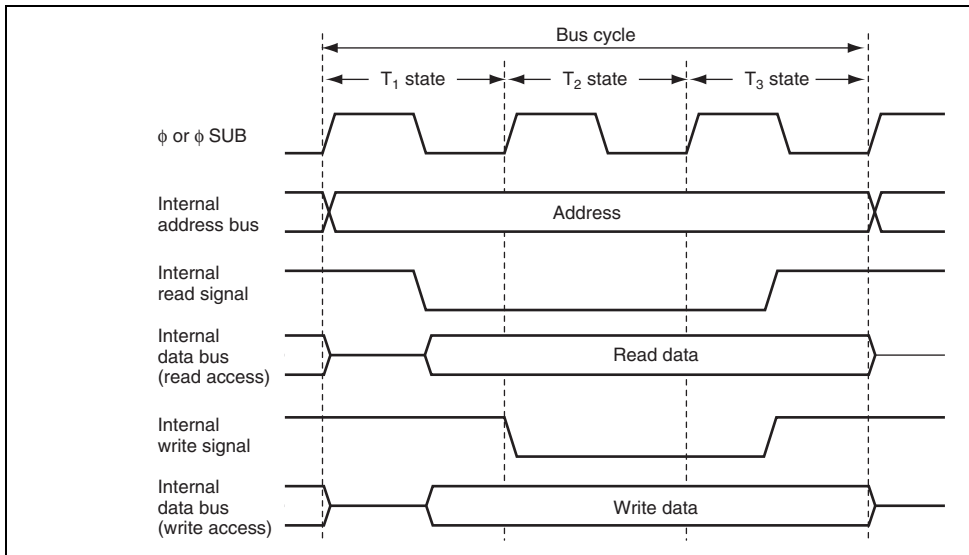 Bus cycle
T₁ state
T₂ state
T₃ state
ϕ or ϕ SUB
Internal
address bus
Address
Internal
read signal
Internal
data bus
(read access)
Read data
Internal
write signal
Internal
data bus
(write access)
Write data